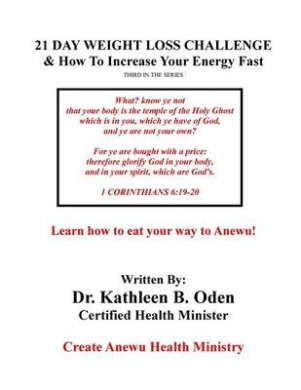 21 DAY WEIGHT LOSS CHALLENGE
& How To Increase Your Energy Fast
THIRD IN THE SERIES
What? know ye not
that your body is the temple of the Holy Ghost
which is in you, which ye have of God,
and ye are not your own?
For ye are bought with a price:
therefore glorify God in your body,
and in your spirit, which are God's.
1 CORINTHIANS 6:19-20
Learn how to eat your way to Anewu!
Written By:
Dr. Kathleen B. Oden
Certified Health Minister
Create Anewu Health Ministry